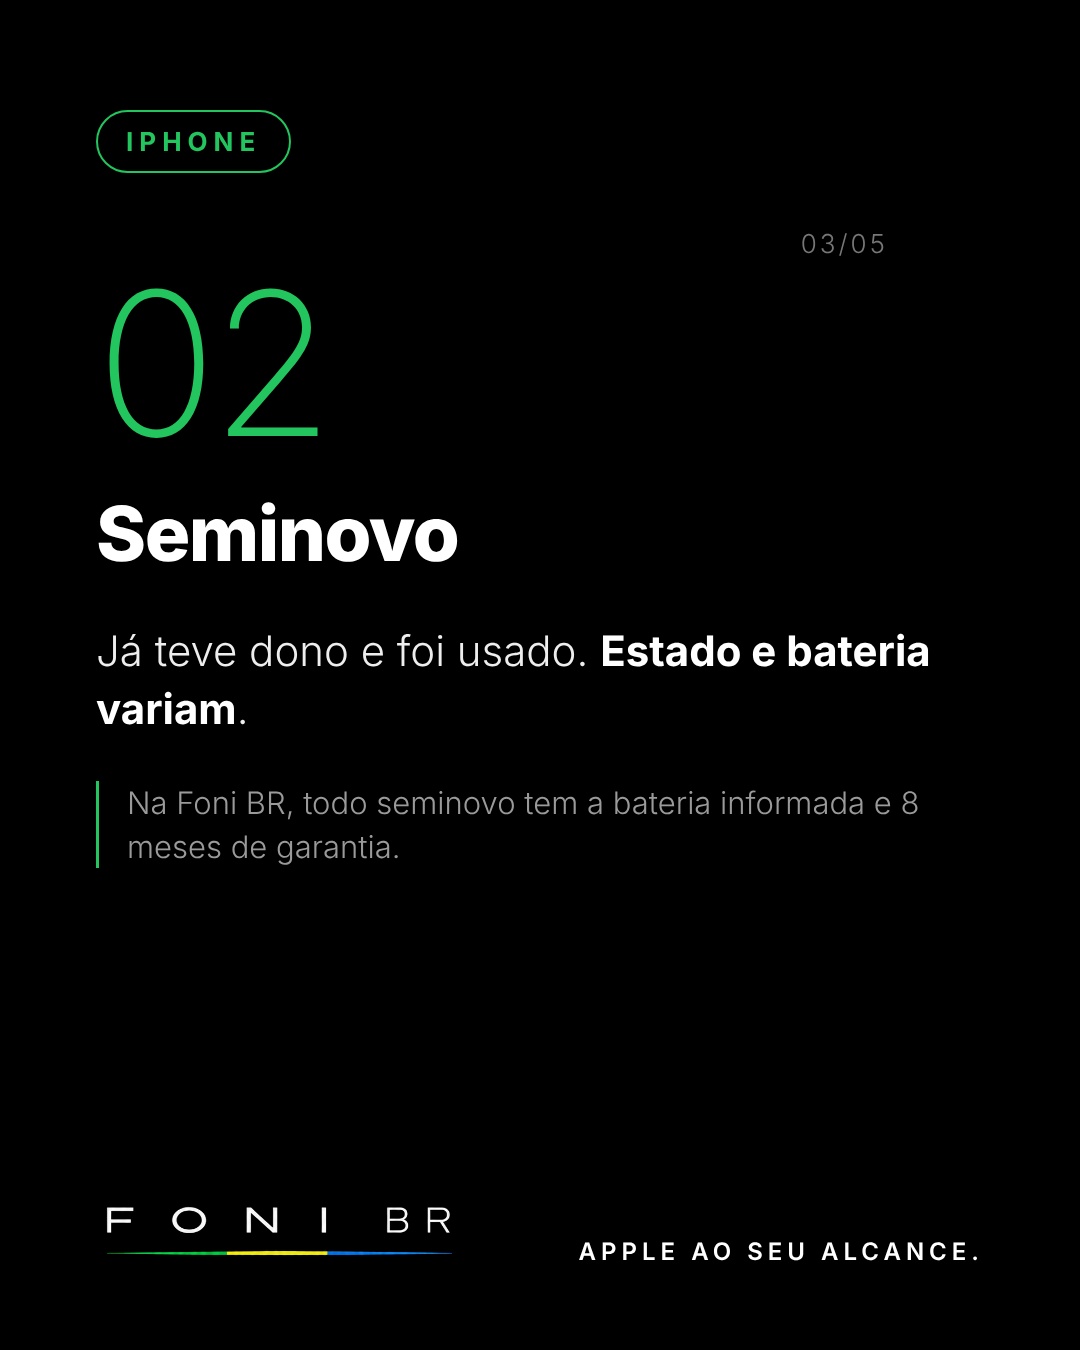 IPHONE
03/05
02
Seminovo
Já teve dono e foi usado. Estado e bateria
variam.
Na Foni BR, todo seminovo tem a bateria informada e 8
meses de garantia.
FONI BR
APPLE AO SEU ALCANCE.